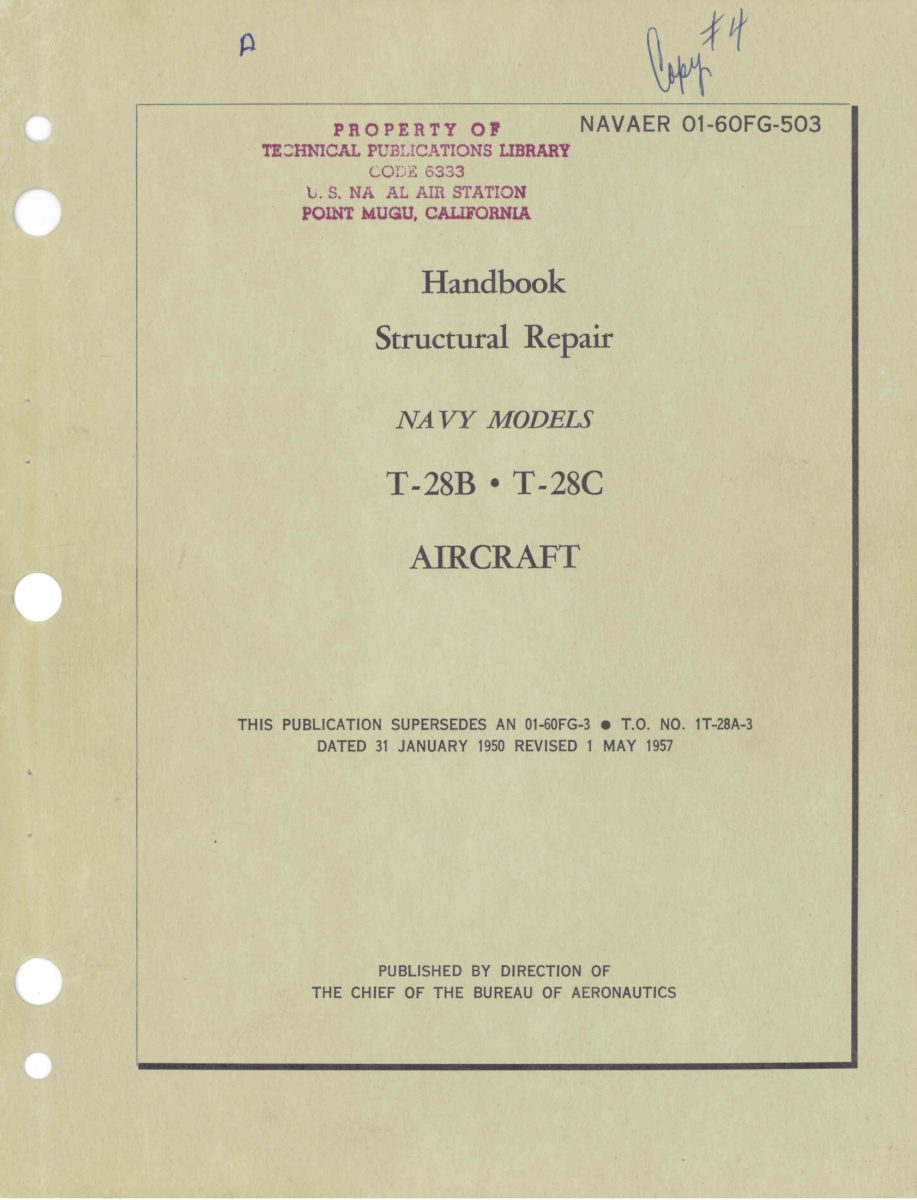 A
Copy #4
PROPERTY OF
TECHNICAL PUBLICATIONS LIBRARY
CODE 6333
U. S. NA AL AIR STATION
POINT MUGU, CALIFORNIA
NAVAER 01-60FG-503
Handbook
Structural Repair
NAVY MODELS
T-28B • T-28C
AIRCRAFT
THIS PUBLICATION SUPERSEDES AN 01-60FG-3 ● T.O. NO. 1T-28A-3
DATED 31 JANUARY 1950 REVISED 1 MAY 1957
PUBLISHED BY DIRECTION OF
THE CHIEF OF THE BUREAU OF AERONAUTICS